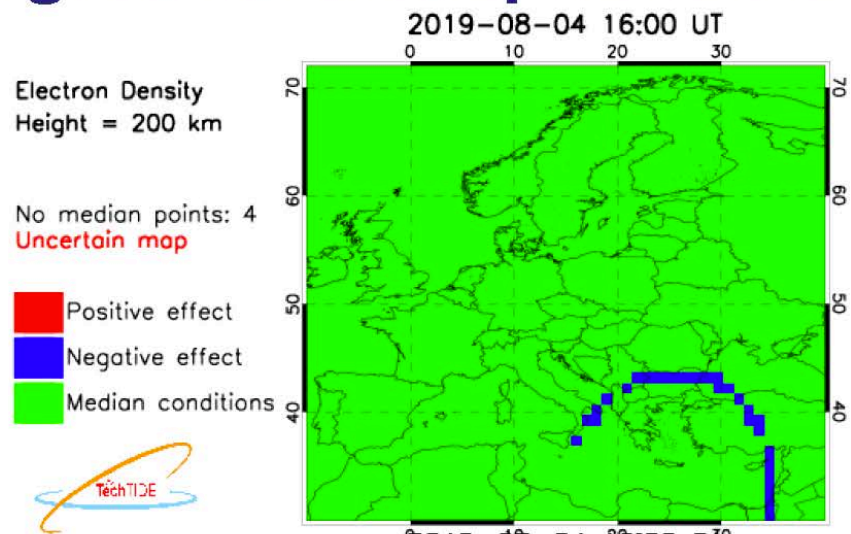 2019-08-04 16:00 UT
0 10 20 30
Electron Density
Height = 200 km
No median points: 4
Uncertain map
Positive effect
Negative effect
Median conditions
TechTIDE
70 70
60 60
50 50
40 40